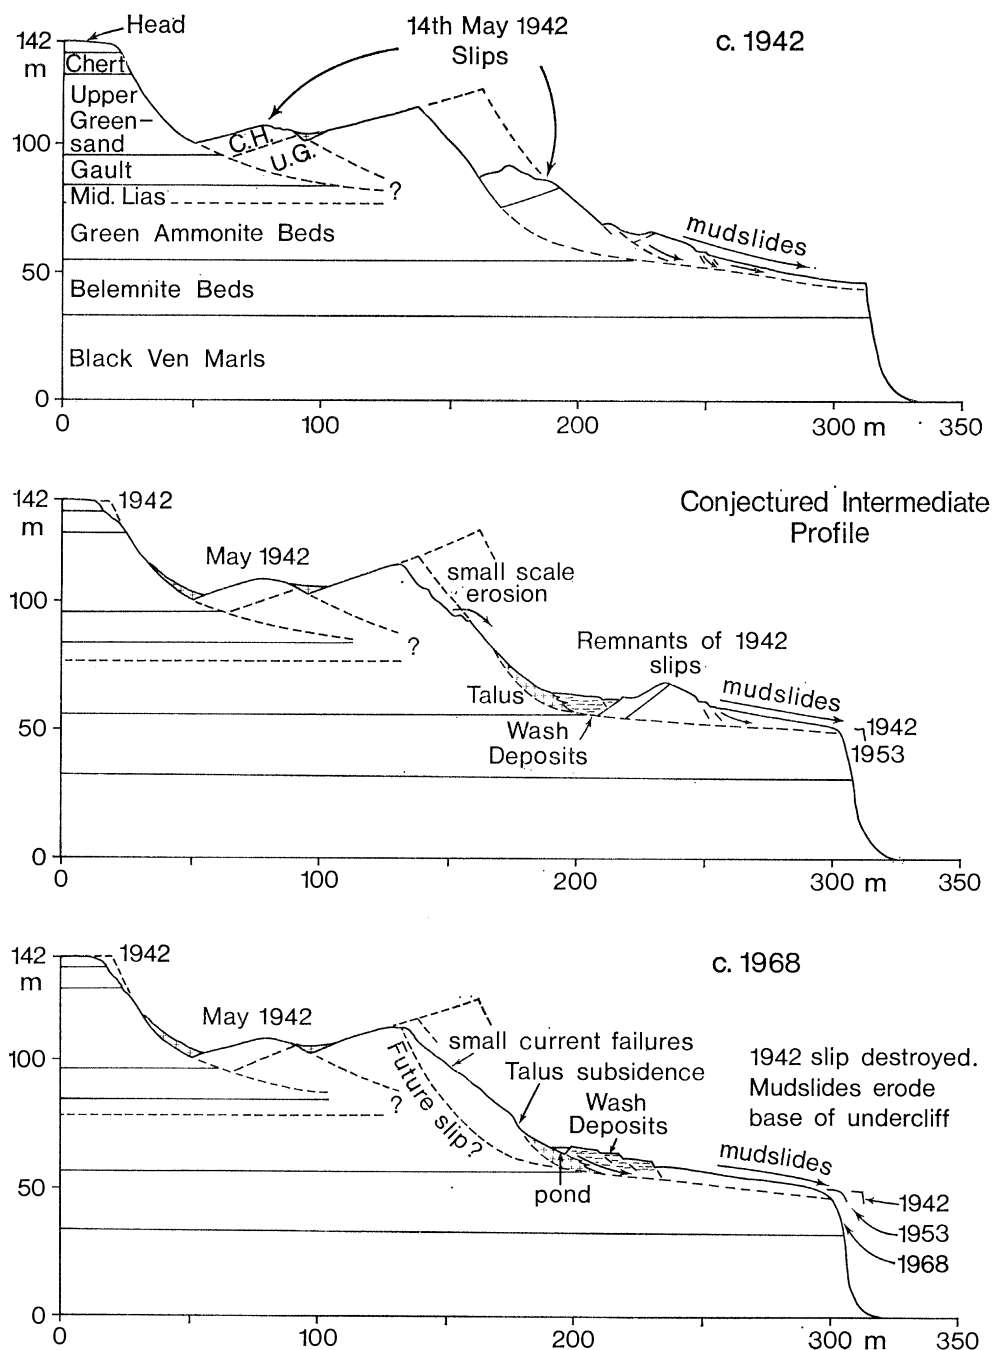 Head
142
m
14th May 1942
Slips
c. 1942
Chert
Upper
Green-
sand
100
C.H.
U.G.
Gault
?
Mid. Lias
Green Ammonite Beds
mudslides
50
Belemnite Beds
Black Ven Marls
0
0 100 200 300 m 350
142
m
1942
Conjectured Intermediate
Profile
May 1942
small scale
erosion
100
?
Remnants of 1942
slips
Talus
mudslides
Wash
Deposits
50
1942
1953
0
0 100 200 300 m 350
142
m
1942
c. 1968
May 1942
small current failures
100
Talus subsidence
1942 slip destroyed.
Mudslides erode
base of undercliff
?
Future slip?
Wash
Deposits
mudslides
50
pond
1942
1953
1968
0
0 100 200 300 m 350